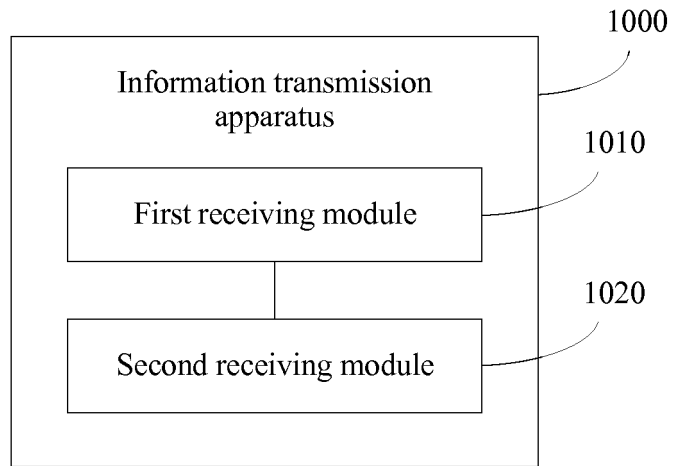 1000
Information transmission
apparatus
1010
First receiving module
1020
Second receiving module